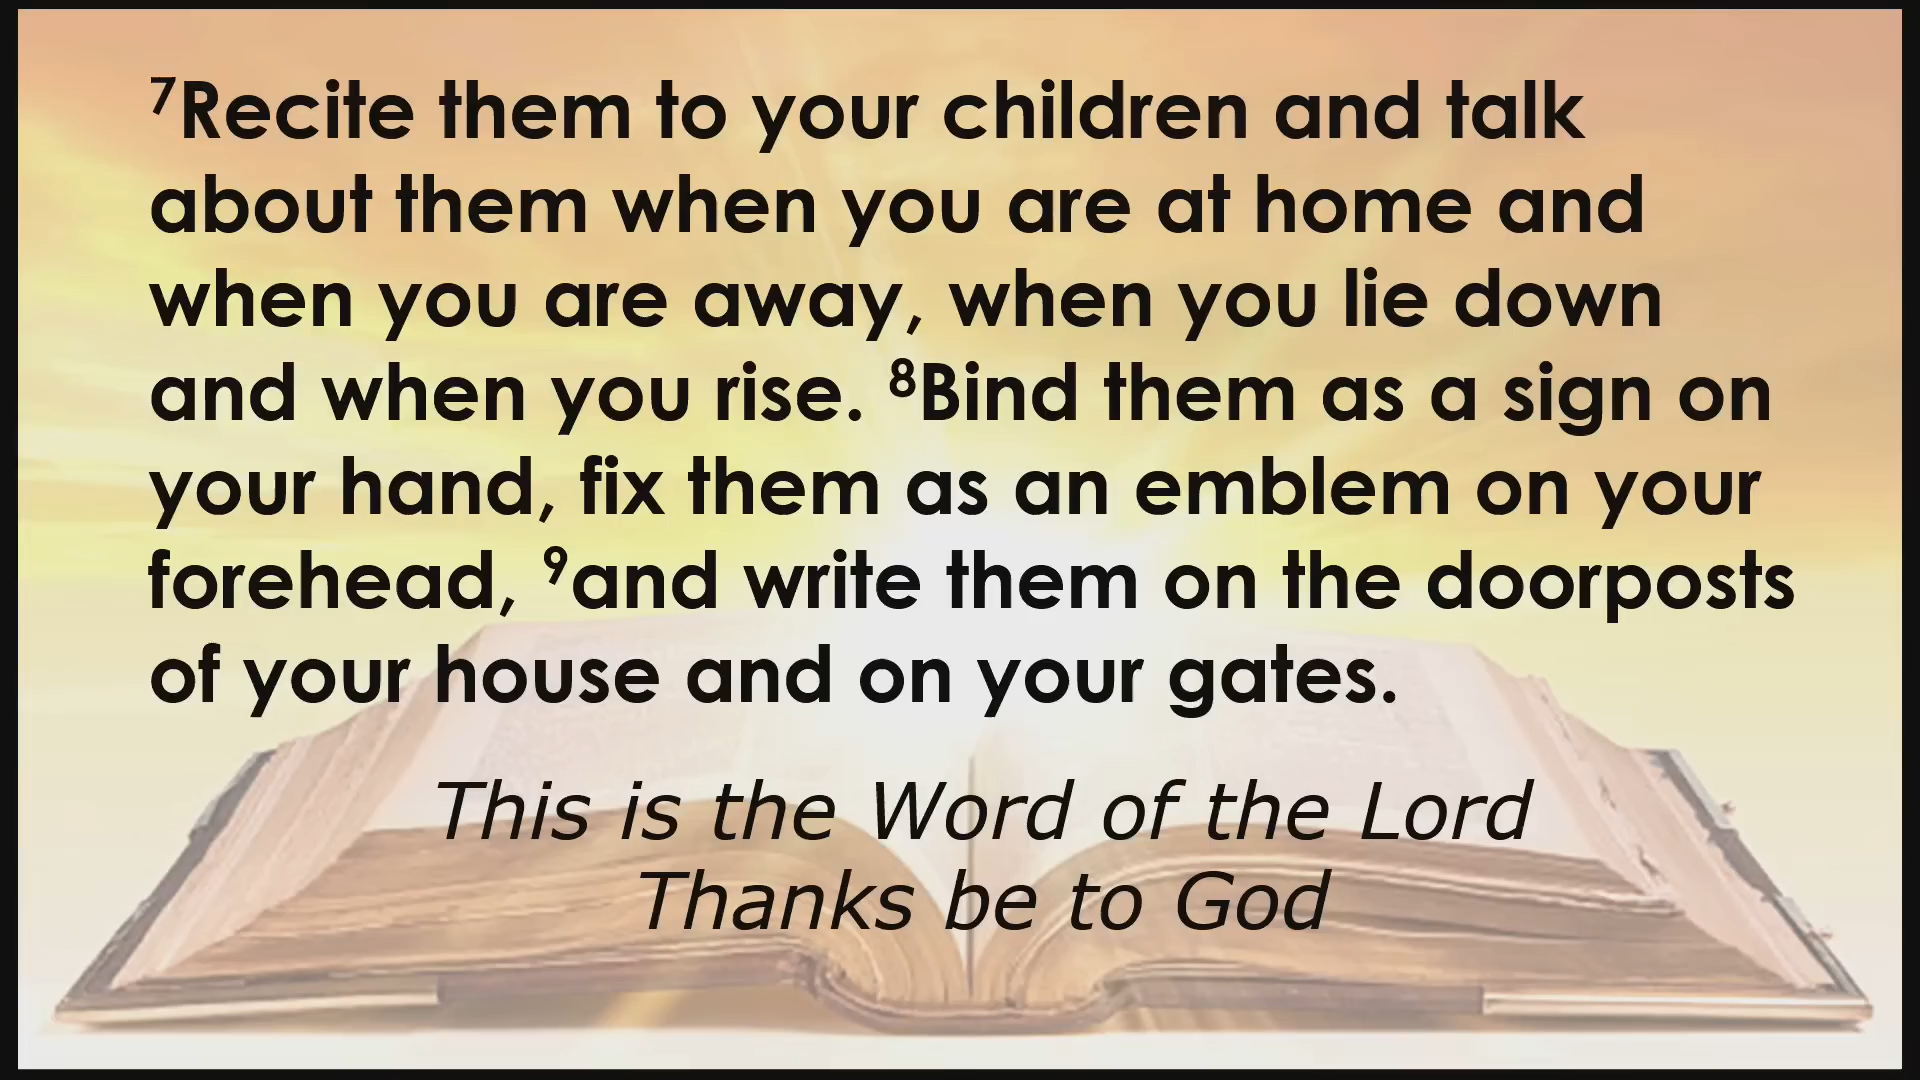 ⁷Recite them to your children and talk
about them when you are at home and
when you are away, when you lie down
and when you rise. ⁸Bind them as a sign on
your hand, fix them as an emblem on your
forehead, ⁹and write them on the doorposts
of your house and on your gates.
This is the Word of the Lord
Thanks be to God